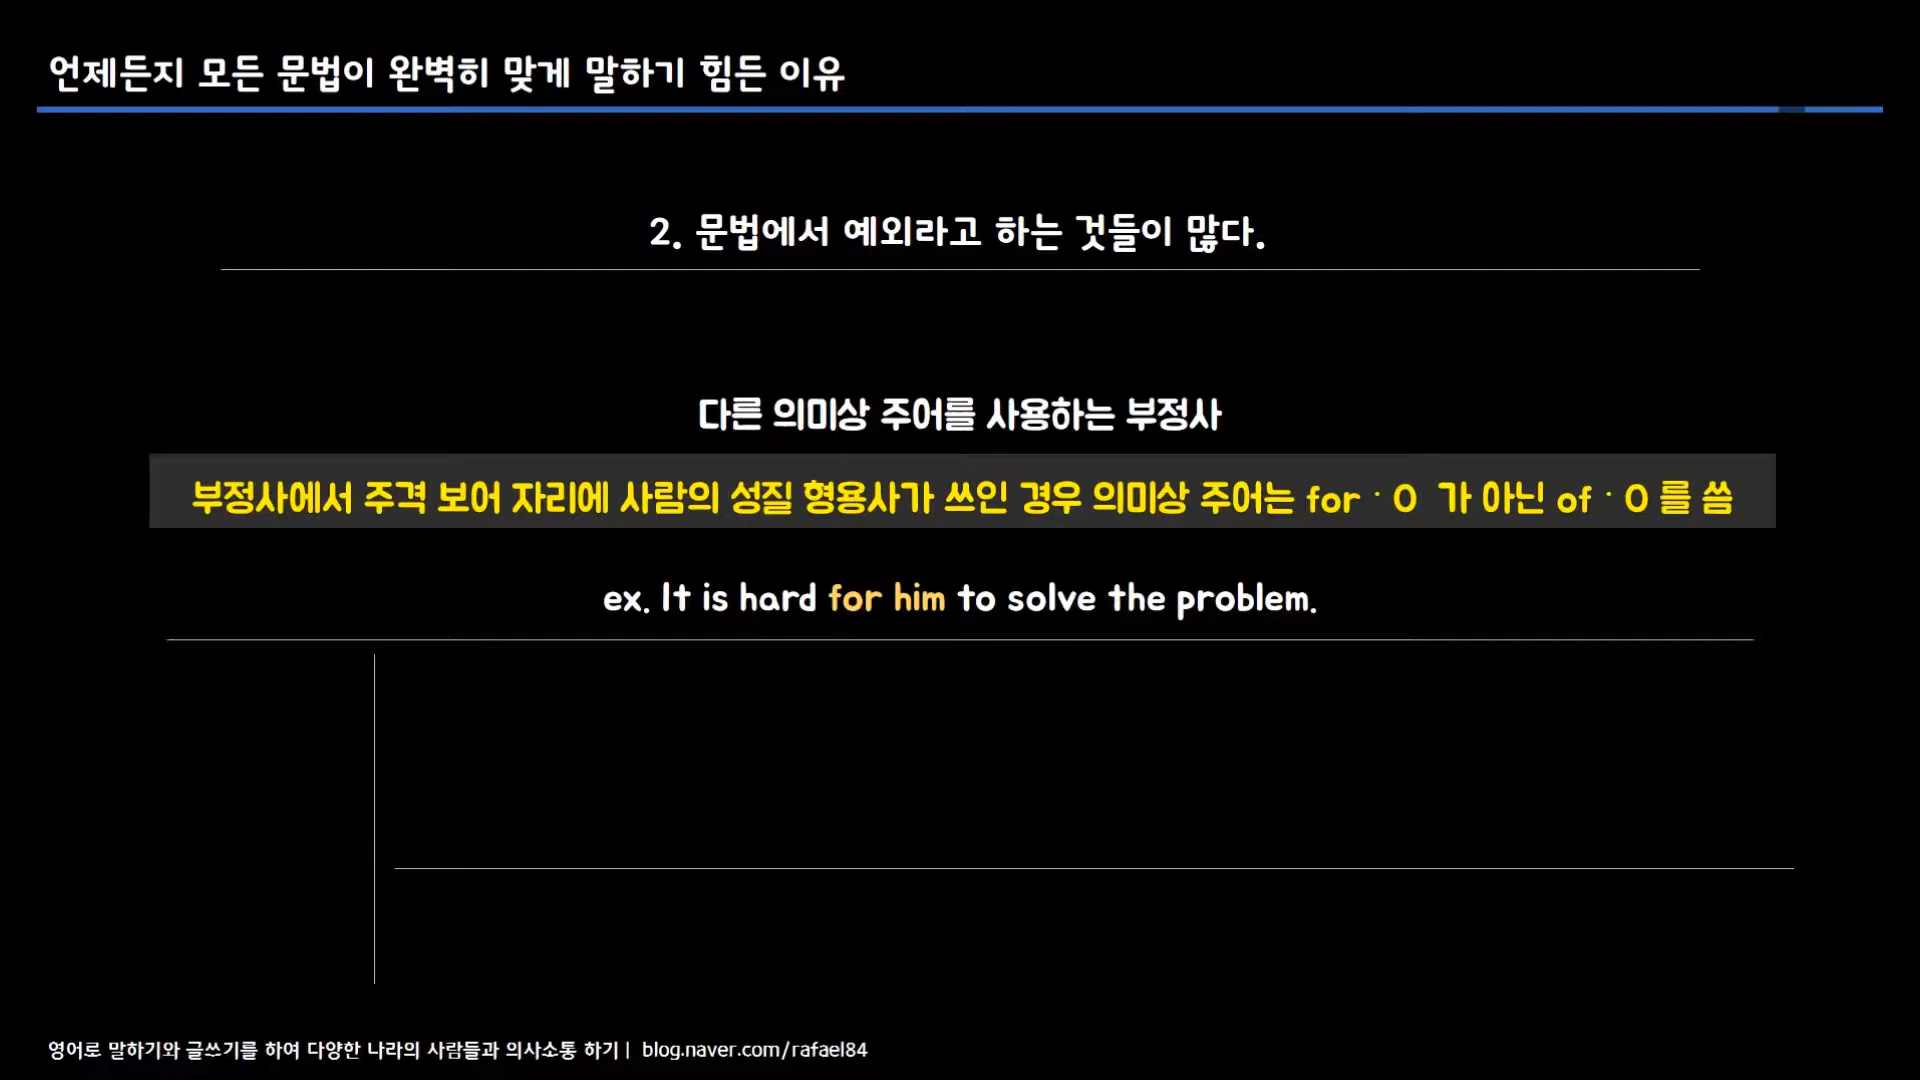 언제든지 모든 문법이 완벽히 맞게 말하기 힘든 이유
2. 문법에서 예외라고 하는 것들이 많다.
다른 의미상 주어를 사용하는 부정사
부정사에서 주격 보어 자리에 사람의 성질 형용사가 쓰인 경우 의미상 주어는 for · O 가 아닌 of · O 를 씀
ex. It is hard for him to solve the problem.
영어로 말하기와 글쓰기를 하여 다양한 나라의 사람들과 의사소통 하기 | blog.naver.com/rafael84